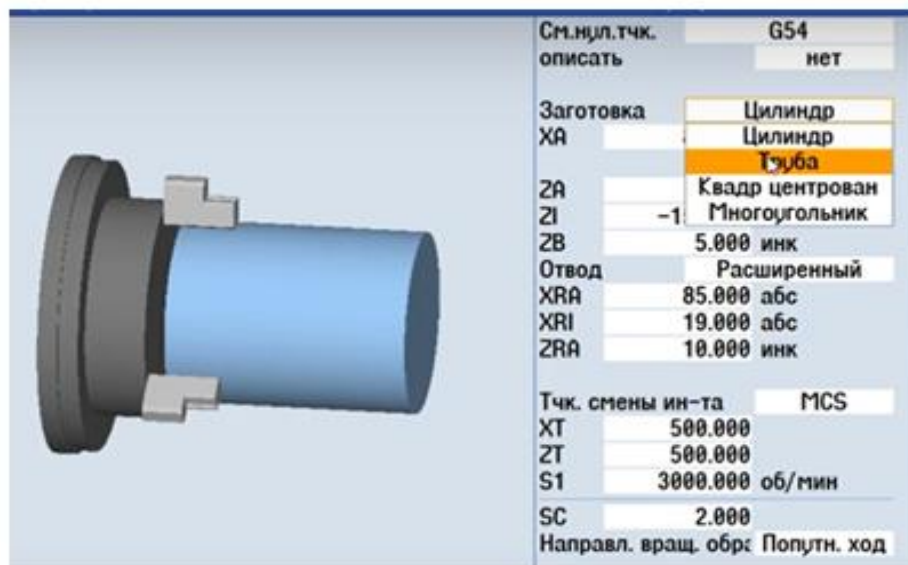 См.нул.тчк. G54
описать нет
Заготовка Цилиндр
XA Цилиндр
Труба
ZA Квадр центрован
ZI -1 Многоугольник
ZB 5.000 инк
Отвод Расширенный
XRA 85.000 абс
XRI 19.000 абс
ZRA 10.000 инк
Тчк. смены ин-та MCS
XT 500.000
ZT 500.000
S1 3000.000 об/мин
SC 2.000
Направл. вращ. обра Попутн. ход